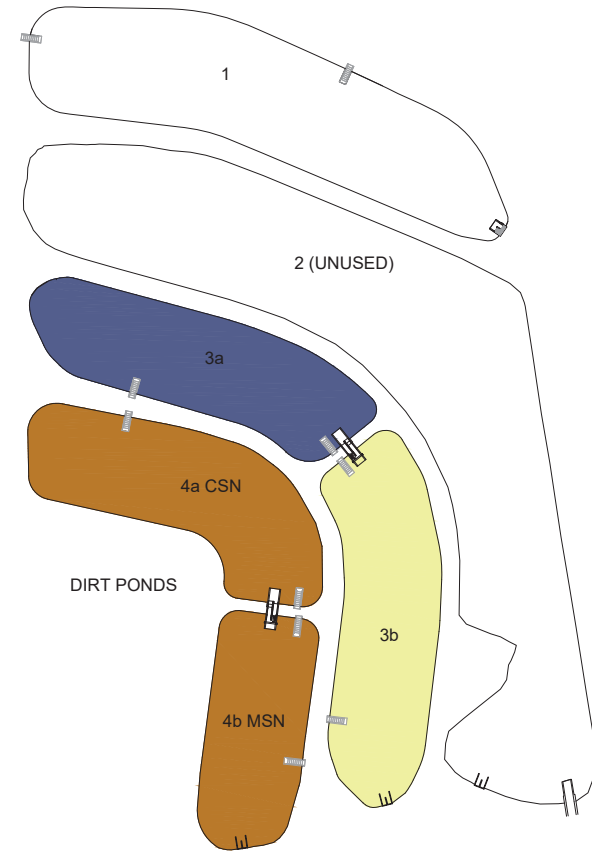 1
2 (UNUSED)
3a
4a CSN
DIRT PONDS
3b
4b MSN